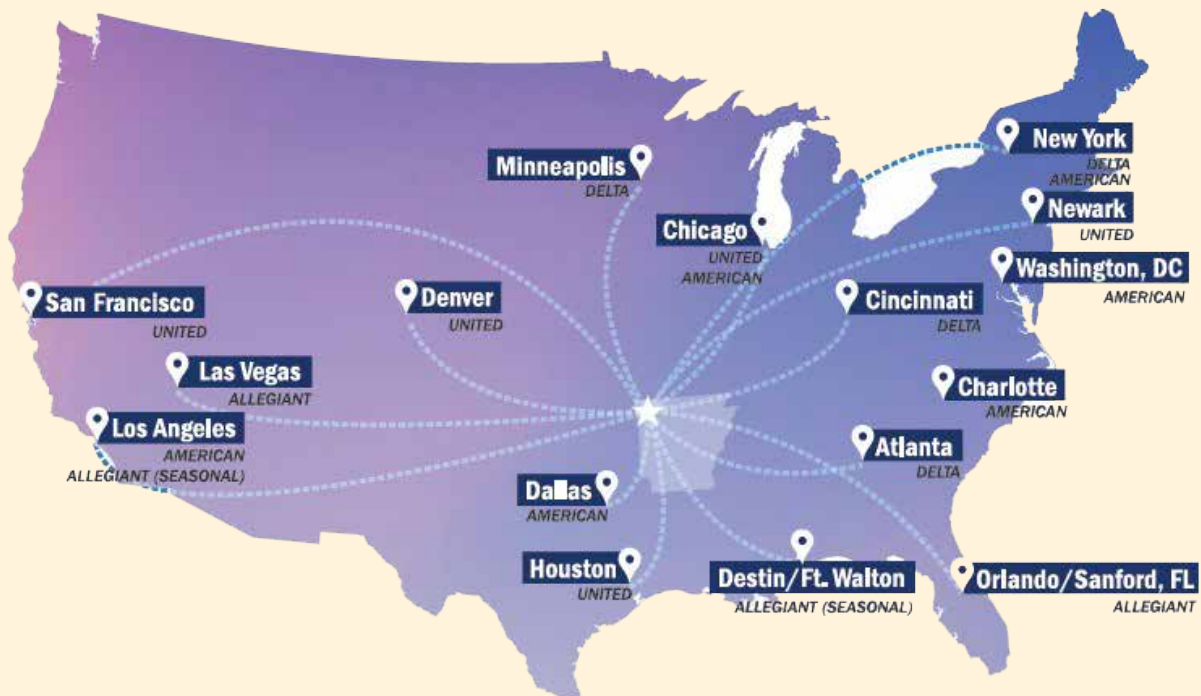 New York
DELTA
AMERICAN
Minneapolis
DELTA
Newark
UNITED
Chicago
UNITED
AMERICAN
Washington, DC
AMERICAN
San Francisco
UNITED
Denver
UNITED
Cincinnati
DELTA
Las Vegas
ALLEGIANT
Charlotte
AMERICAN
Los Angeles
AMERICAN
ALLEGIANT (SEASONAL)
Atlanta
DELTA
Dallas
AMERICAN
Houston
UNITED
Destin/Ft. Walton
ALLEGIANT (SEASONAL)
Orlando/Sanford, FL
ALLEGIANT